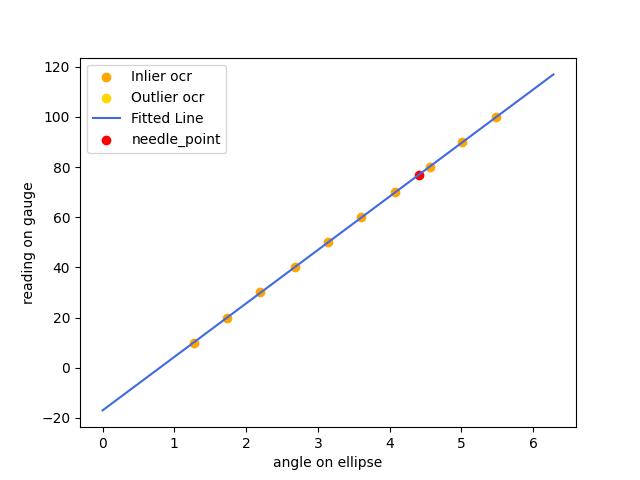 Inlier ocr
Outlier ocr
Fitted Line
needle_point
120
100
80
60
40
20
0
−20
reading on gauge
0 1 2 3 4 5 6
angle on ellipse